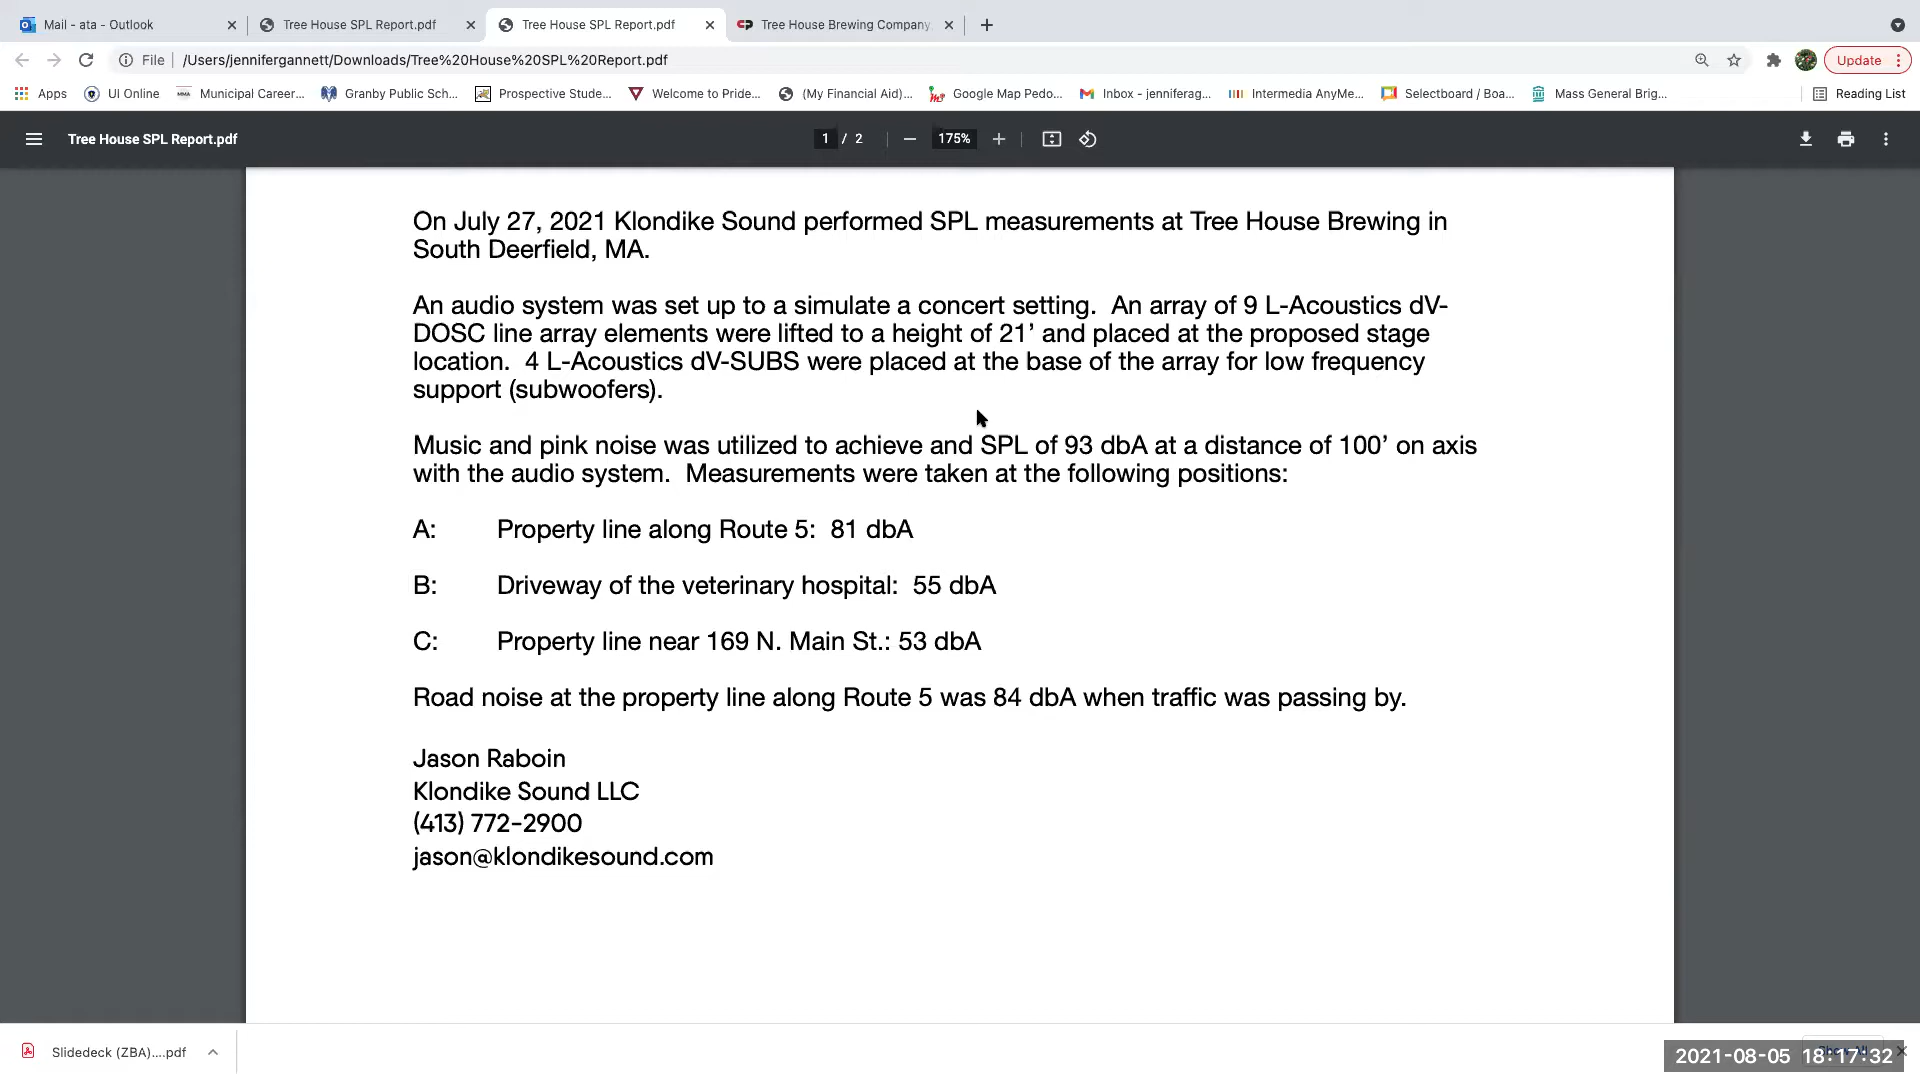 Mail - ata - Outlook
Tree House SPL Report.pdf
Tree House SPL Report.pdf
Tree House Brewing Company
File
/Users/jennifergannett/Downloads/Tree%20House%20SPL%20Report.pdf
Update
Apps
UI Online
Municipal Career...
Granby Public Sch...
Prospective Stude...
Welcome to Pride...
(My Financial Aid)...
Google Map Pedo...
Inbox - jenniferag...
Intermedia AnyMe...
Selectboard / Boa...
Mass General Brig...
Reading List
Tree House SPL Report.pdf
1 / 2
175%
On July 27, 2021 Klondike Sound performed SPL measurements at Tree House Brewing in
South Deerfield, MA.
An audio system was set up to a simulate a concert setting.  An array of 9 L-Acoustics dV-
DOSC line array elements were lifted to a height of 21’ and placed at the proposed stage
location.  4 L-Acoustics dV-SUBS were placed at the base of the array for low frequency
support (subwoofers).
Music and pink noise was utilized to achieve and SPL of 93 dbA at a distance of 100’ on axis
with the audio system.  Measurements were taken at the following positions:
A: Property line along Route 5:  81 dbA
B: Driveway of the veterinary hospital:  55 dbA
C: Property line near 169 N. Main St.: 53 dbA
Road noise at the property line along Route 5 was 84 dbA when traffic was passing by.
Jason Raboin
Klondike Sound LLC
(413) 772-2900
jason@klondikesound.com
Slidedeck (ZBA)....pdf
2021-08-05 18:17:32